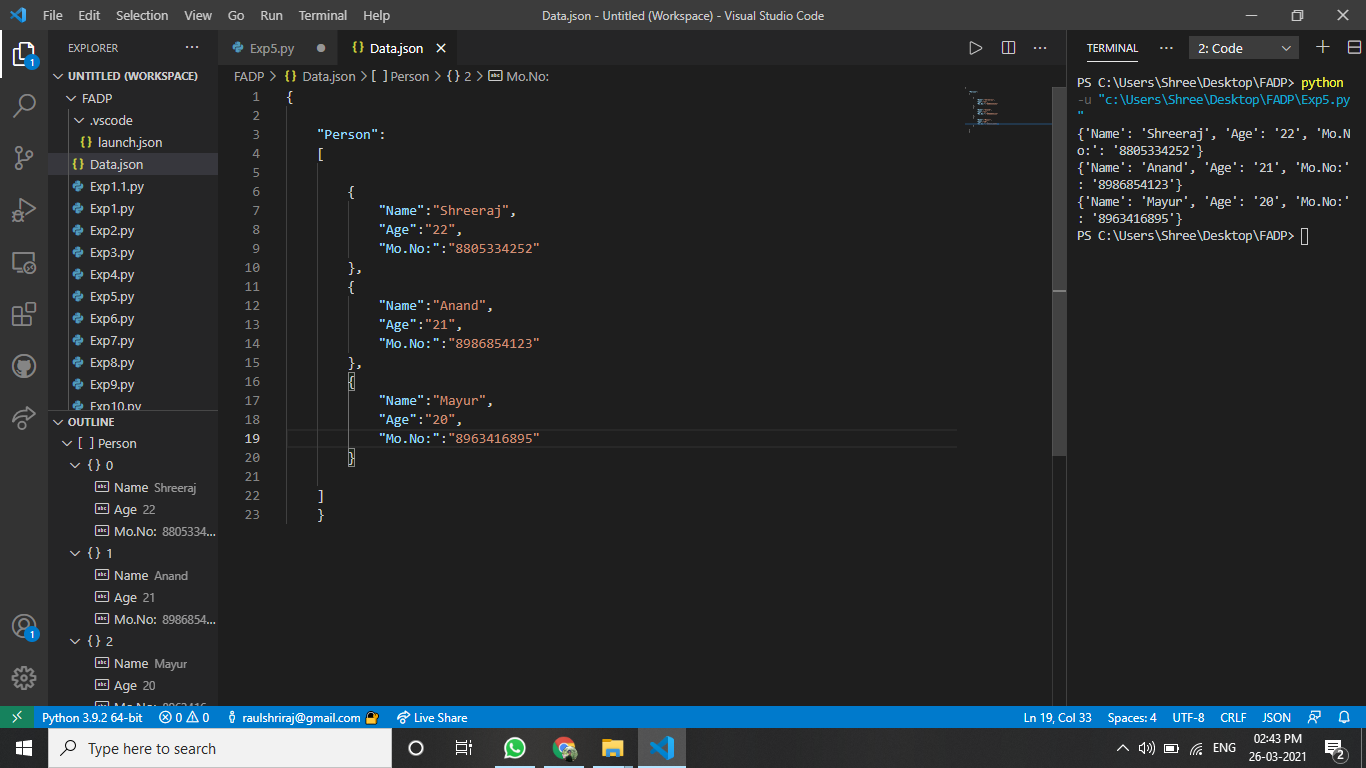 File Edit Selection View Go Run Terminal Help
Data.json - Untitled (Workspace) - Visual Studio Code
EXPLORER
UNTITLED (WORKSPACE)
FADP
.vscode
{} launch.json
{} Data.json
Exp1.1.py
Exp1.py
Exp2.py
Exp3.py
Exp4.py
Exp5.py
Exp6.py
Exp7.py
Exp8.py
Exp9.py
Exp10.py
OUTLINE
[ ] Person
{} 0
Name Shreeraj
Age 22
Mo.No: 8805334...
{} 1
Name Anand
Age 21
Mo.No: 8986854...
{} 2
Name Mayur
Age 20
1
1
Exp5.py
{} Data.json
FADP > {} Data.json > [ ] Person > {} 2 > Mo.No:
1 {
2
3 "Person":
4 [
5
6 {
7 "Name":"Shreeraj",
8 "Age":"22",
9 "Mo.No:":"8805334252"
10 },
11 {
12 "Name":"Anand",
13 "Age":"21",
14 "Mo.No:":"8986854123"
15 },
16 {
17 "Name":"Mayur",
18 "Age":"20",
19 "Mo.No:":"8963416895"
20 }
21
22 ]
23 }
TERMINAL
2: Code
PS C:\Users\Shree\Desktop\FADP> python
-u "c:\Users\Shree\Desktop\FADP\Exp5.py
"
{'Name': 'Shreeraj', 'Age': '22', 'Mo.N
o:': '8805334252'}
{'Name': 'Anand', 'Age': '21', 'Mo.No:'
: '8986854123'}
{'Name': 'Mayur', 'Age': '20', 'Mo.No:'
: '8963416895'}
PS C:\Users\Shree\Desktop\FADP>
Python 3.9.2 64-bit 0 0 raulshriraj@gmail.com Live Share
Ln 19, Col 33 Spaces: 4 UTF-8 CRLF JSON
Type here to search
ENG
02:43 PM
26-03-2021
2